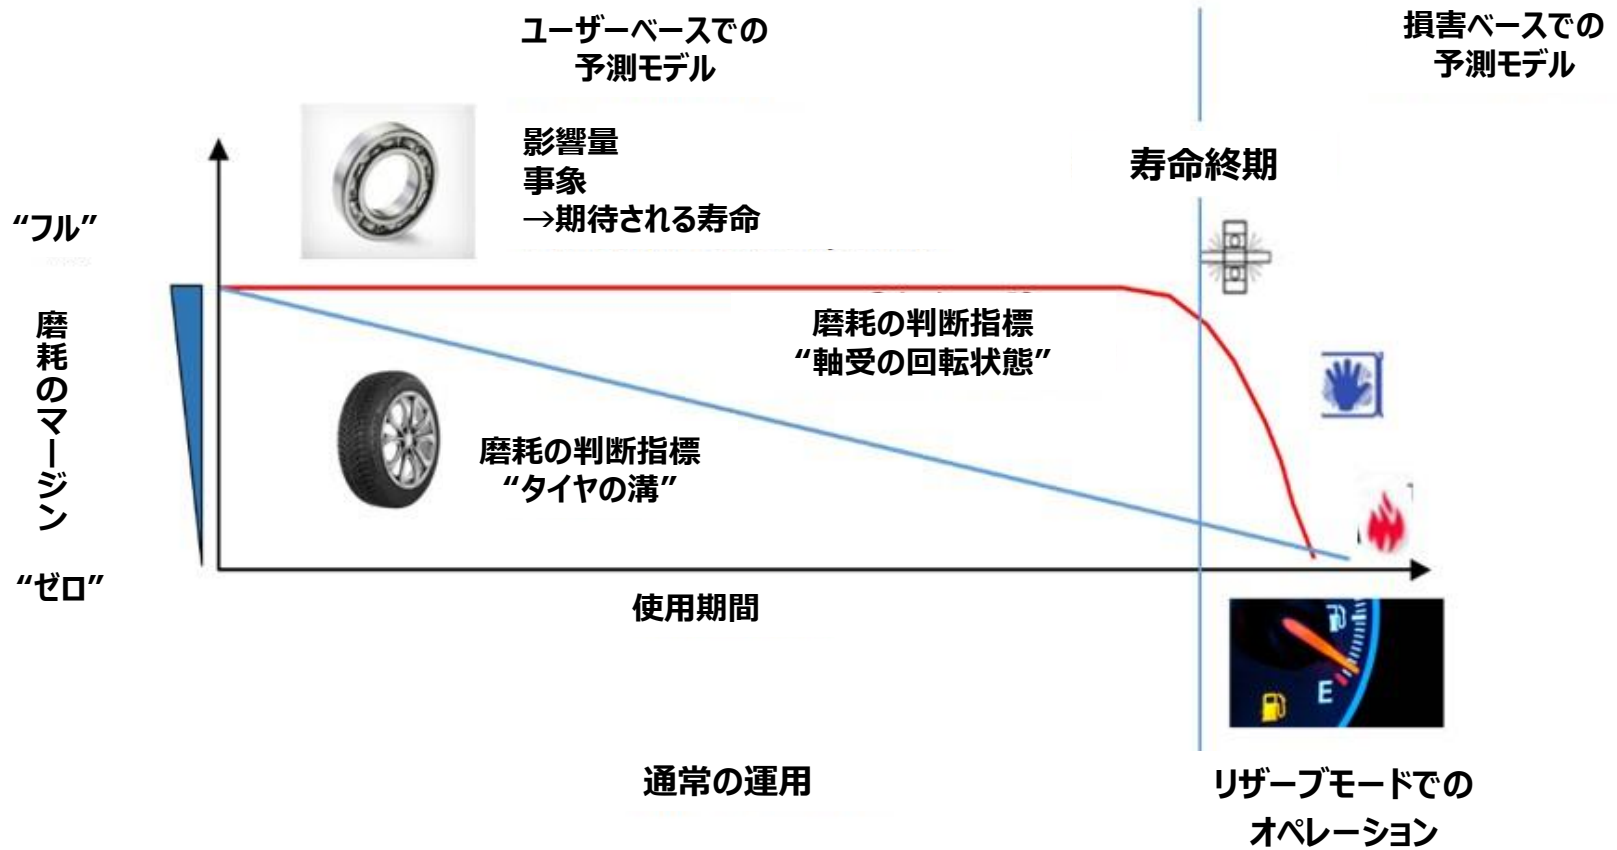 ユーザーベースでの
予測モデル
損害ベースでの
予測モデル
影響量
事象
→期待される寿命
寿命終期
“フル”
磨耗のマージン
“ゼロ”
磨耗の判断指標
“軸受の回転状態”
磨耗の判断指標
“タイヤの溝”
使用期間
E
通常の運用
リザーブモードでの
オペレーション